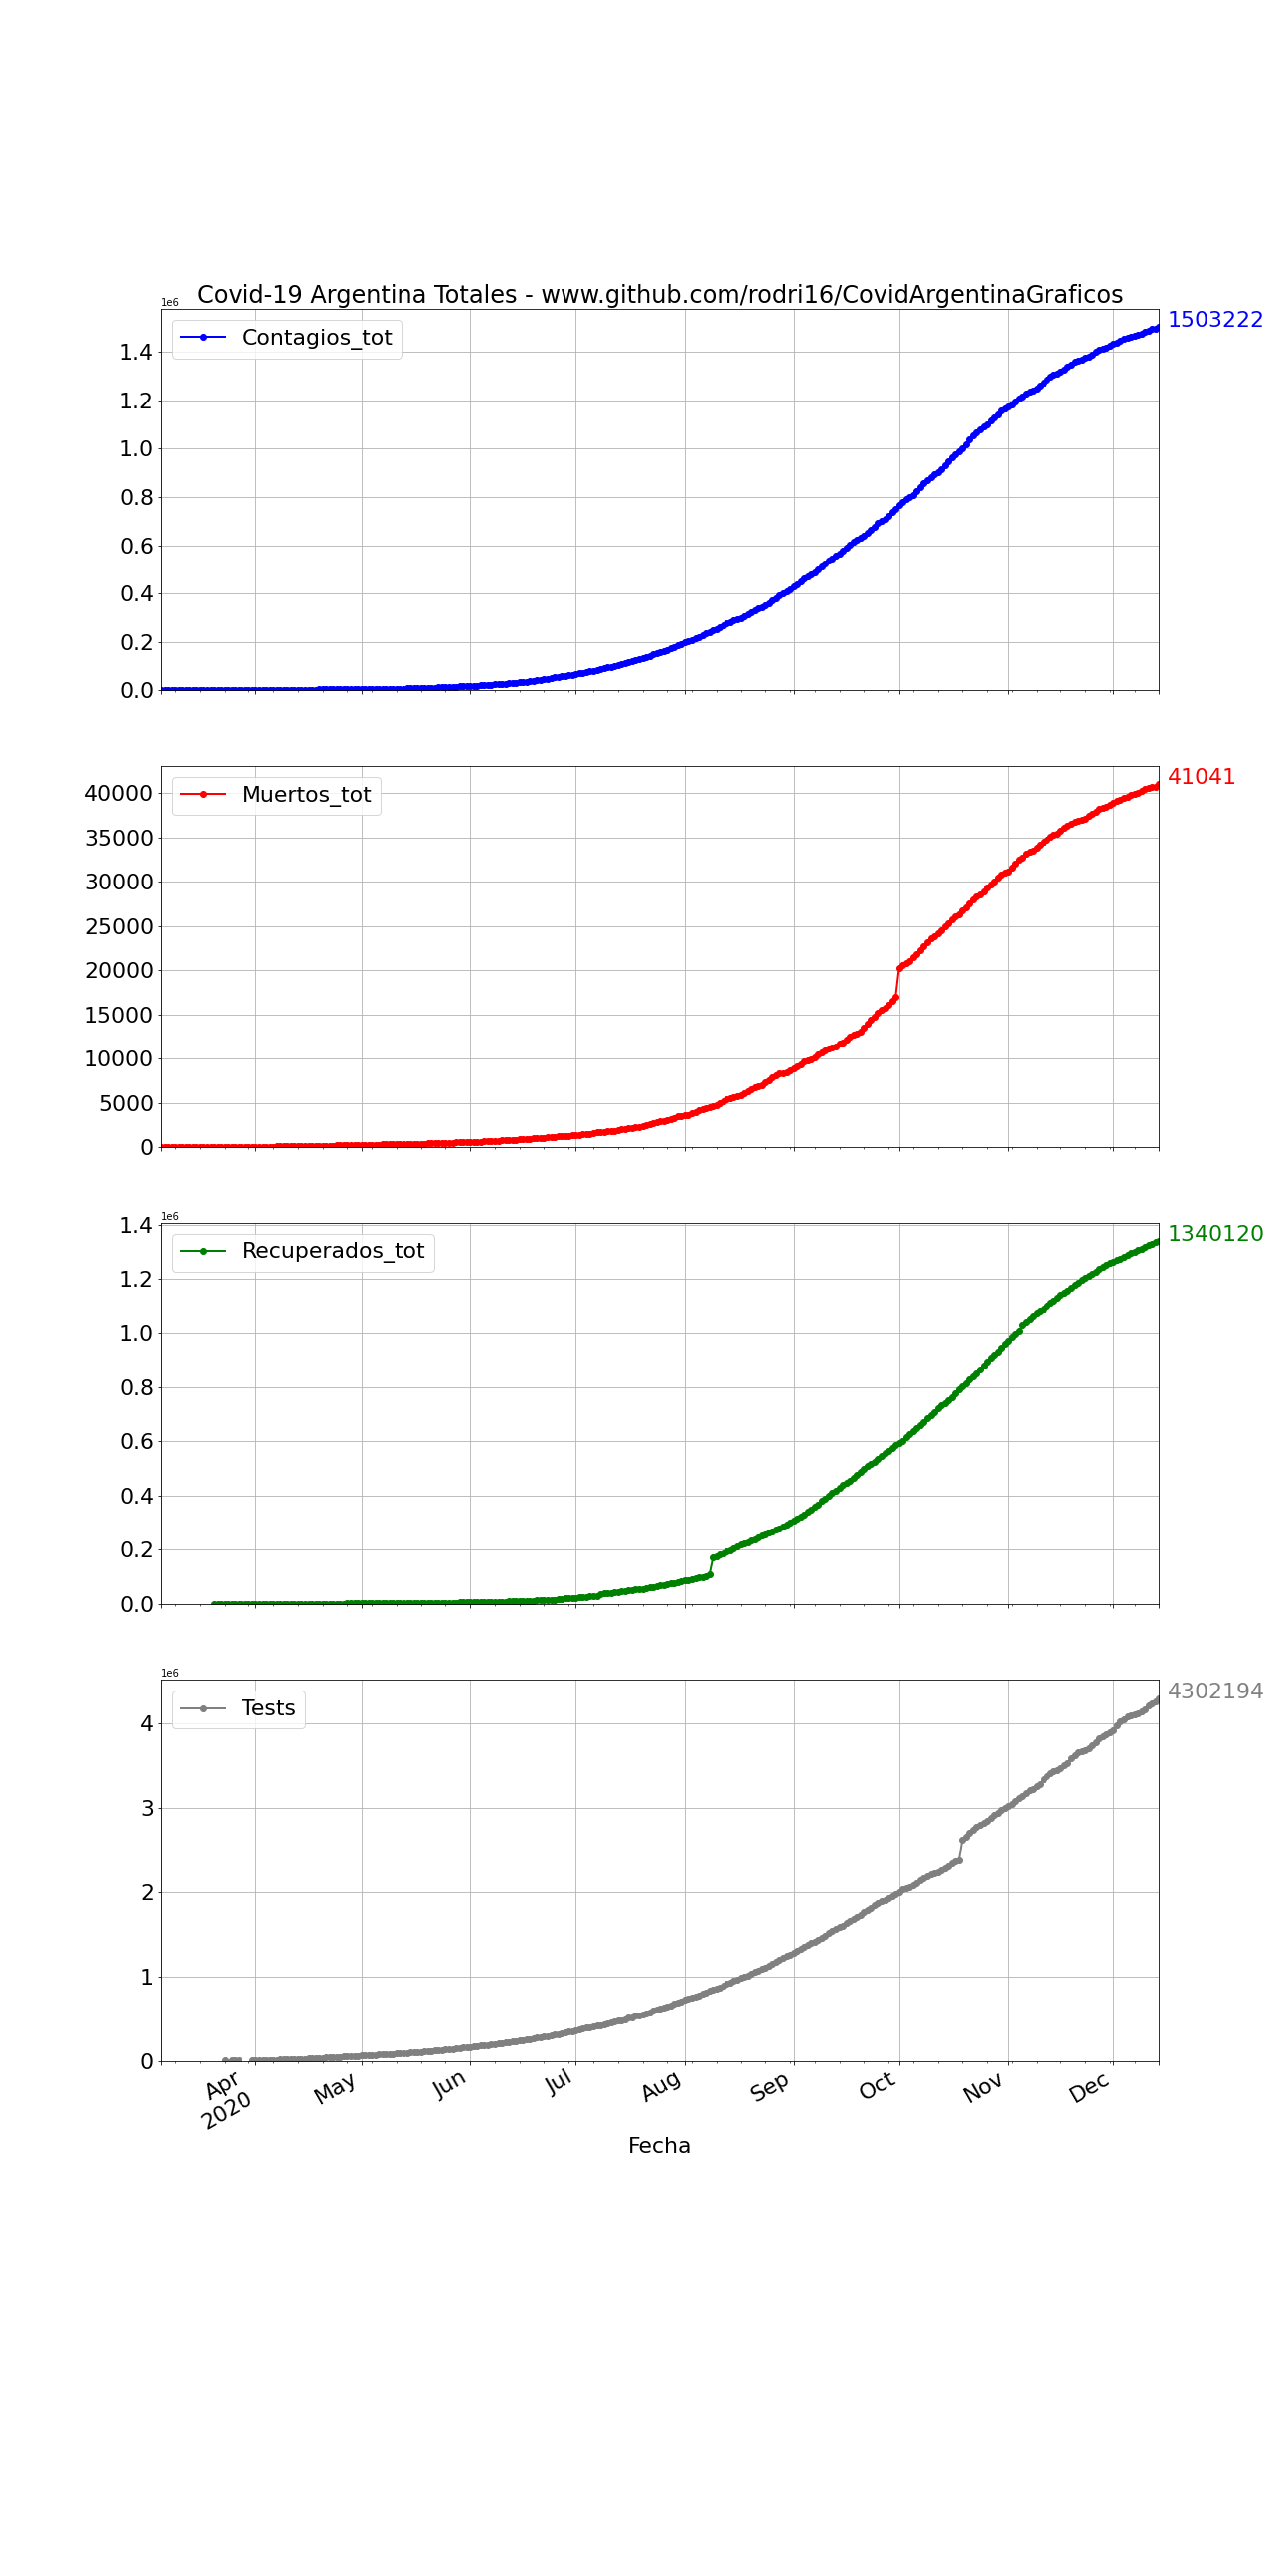 Covid-19 Argentina Totales - www.github.com/rodri16/CovidArgentinaGraficos
1e6
Contagios_tot
1503222
1.4
1.2
1.0
0.8
0.6
0.4
0.2
0.0
Muertos_tot
41041
40000
35000
30000
25000
20000
15000
10000
5000
0
1e6
Recuperados_tot
1340120
1.4
1.2
1.0
0.8
0.6
0.4
0.2
0.0
1e6
Tests
4302194
4
3
2
1
0
Apr
2020
May
Jun
Jul
Aug
Sep
Oct
Nov
Dec
Fecha